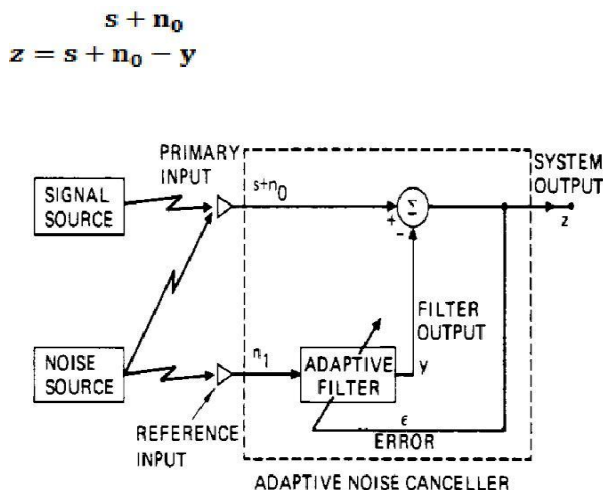 s + n₀
z = s + n₀ − y
PRIMARY
INPUT
SYSTEM
OUTPUT
SIGNAL
SOURCE
s+n₀
+
Σ
−
z
FILTER
OUTPUT
NOISE
SOURCE
n₁
ADAPTIVE
FILTER
y
ε
ERROR
REFERENCE
INPUT
ADAPTIVE NOISE CANCELLER